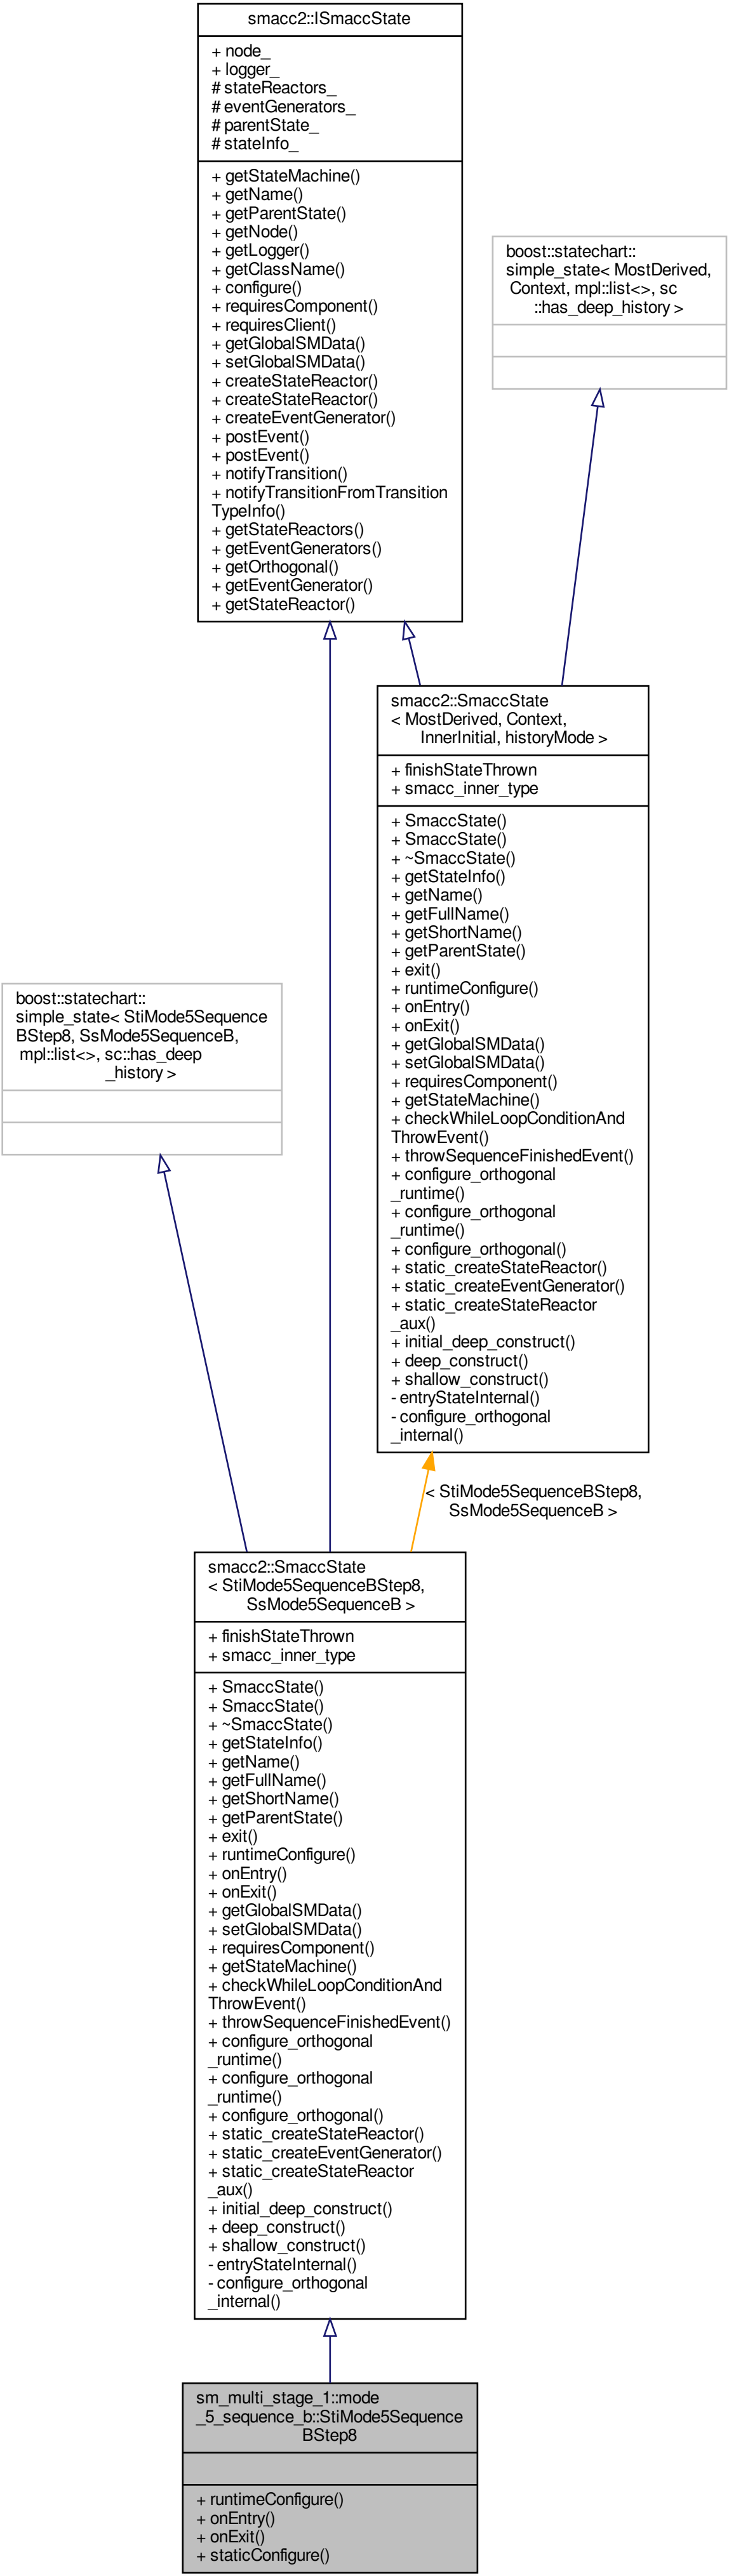 smacc2::ISmaccState
+ node_
+ logger_
# stateReactors_
# eventGenerators_
# parentState_
# stateInfo_
+ getStateMachine()
+ getName()
+ getParentState()
+ getNode()
+ getLogger()
+ getClassName()
+ configure()
+ requiresComponent()
+ requiresClient()
+ getGlobalSMData()
+ setGlobalSMData()
+ createStateReactor()
+ createStateReactor()
+ createEventGenerator()
+ postEvent()
+ postEvent()
+ notifyTransition()
+ notifyTransitionFromTransition
TypeInfo()
+ getStateReactors()
+ getEventGenerators()
+ getOrthogonal()
+ getEventGenerator()
+ getStateReactor()
boost::statechart::
simple_state< MostDerived,
Context, mpl::list<>, sc
::has_deep_history >
smacc2::SmaccState
< MostDerived, Context,
InnerInitial, historyMode >
+ finishStateThrown
+ smacc_inner_type
+ SmaccState()
+ SmaccState()
+ ~SmaccState()
+ getStateInfo()
+ getName()
+ getFullName()
+ getShortName()
+ getParentState()
+ exit()
+ runtimeConfigure()
+ onEntry()
+ onExit()
+ getGlobalSMData()
+ setGlobalSMData()
+ requiresComponent()
+ getStateMachine()
+ checkWhileLoopConditionAnd
ThrowEvent()
+ throwSequenceFinishedEvent()
+ configure_orthogonal
_runtime()
+ configure_orthogonal
_runtime()
+ configure_orthogonal()
+ static_createStateReactor()
+ static_createEventGenerator()
+ static_createStateReactor
_aux()
+ initial_deep_construct()
+ deep_construct()
+ shallow_construct()
- entryStateInternal()
- configure_orthogonal
_internal()
boost::statechart::
simple_state< StiMode5Sequence
BStep8, SsMode5SequenceB,
mpl::list<>, sc::has_deep
_history >
< StiMode5SequenceBStep8,
SsMode5SequenceB >
smacc2::SmaccState
< StiMode5SequenceBStep8,
SsMode5SequenceB >
+ finishStateThrown
+ smacc_inner_type
+ SmaccState()
+ SmaccState()
+ ~SmaccState()
+ getStateInfo()
+ getName()
+ getFullName()
+ getShortName()
+ getParentState()
+ exit()
+ runtimeConfigure()
+ onEntry()
+ onExit()
+ getGlobalSMData()
+ setGlobalSMData()
+ requiresComponent()
+ getStateMachine()
+ checkWhileLoopConditionAnd
ThrowEvent()
+ throwSequenceFinishedEvent()
+ configure_orthogonal
_runtime()
+ configure_orthogonal
_runtime()
+ configure_orthogonal()
+ static_createStateReactor()
+ static_createEventGenerator()
+ static_createStateReactor
_aux()
+ initial_deep_construct()
+ deep_construct()
+ shallow_construct()
- entryStateInternal()
- configure_orthogonal
_internal()
sm_multi_stage_1::mode
_5_sequence_b::StiMode5Sequence
BStep8
+ runtimeConfigure()
+ onEntry()
+ onExit()
+ staticConfigure()